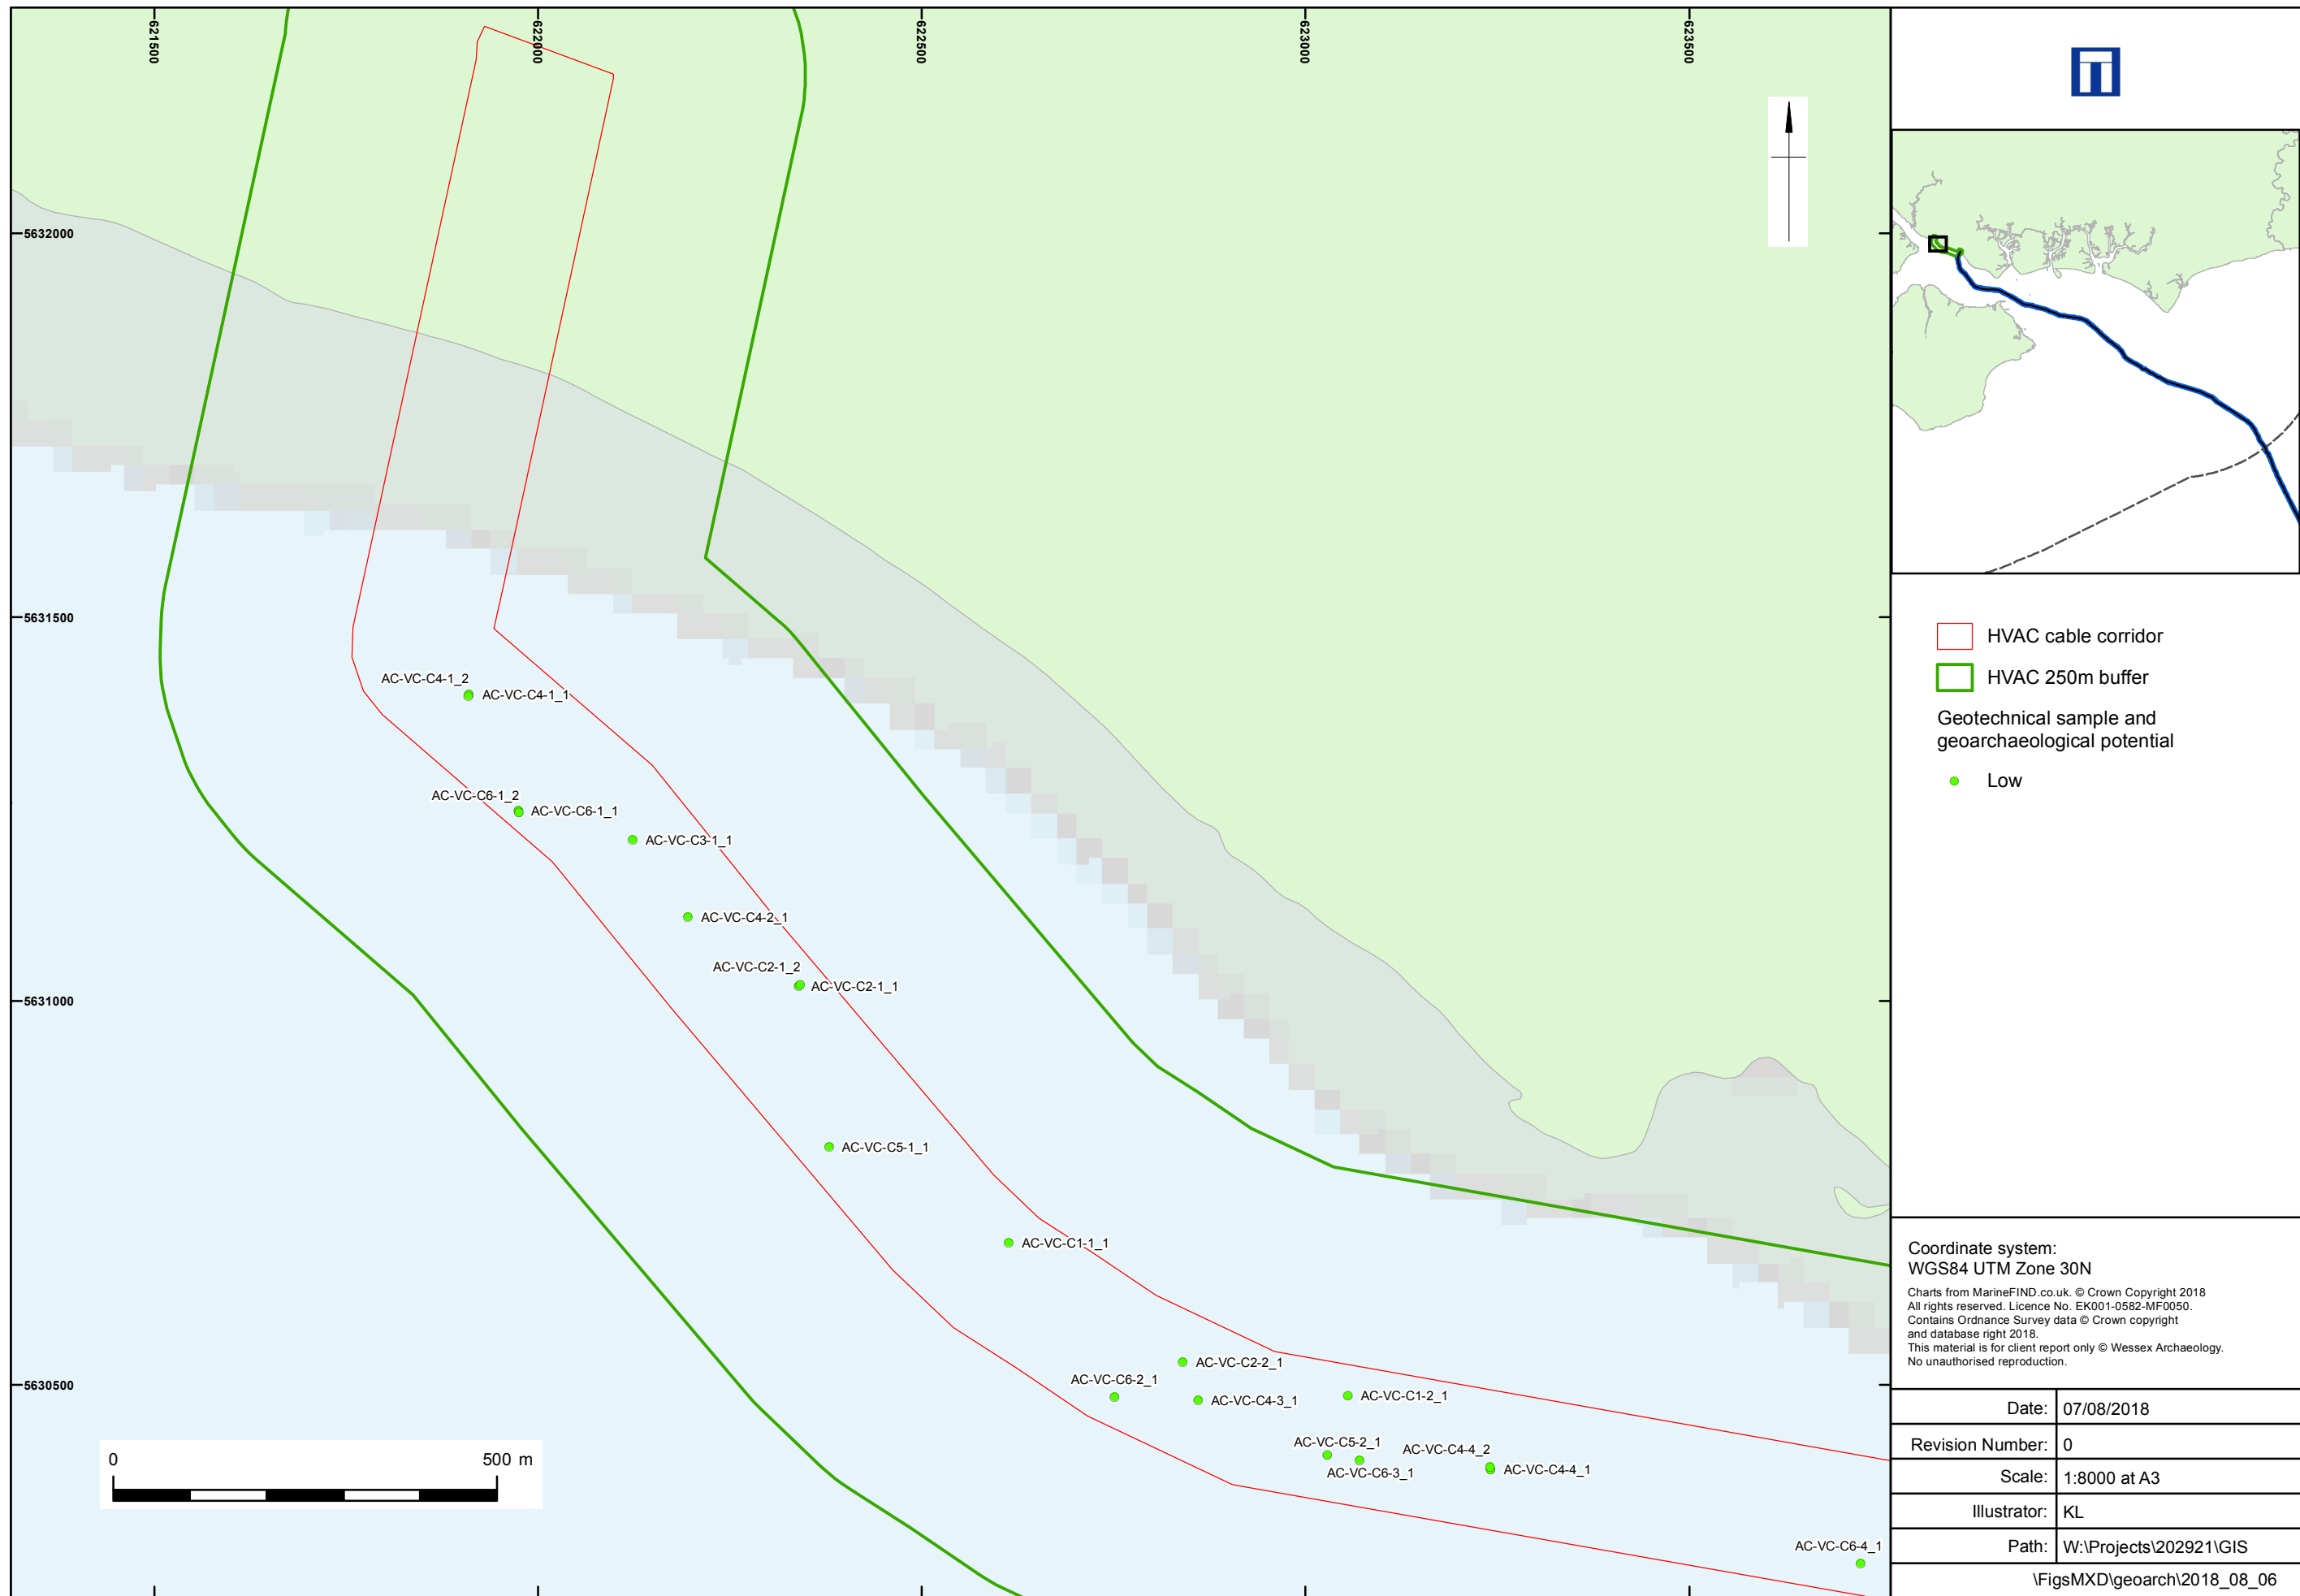 621500
622000
622500
623000
623500
5632000
5631500
5631000
5630500
AC-VC-C4-1_2
AC-VC-C4-1_1
AC-VC-C6-1_2
AC-VC-C6-1_1
AC-VC-C3-1_1
AC-VC-C4-2_1
AC-VC-C2-1_2
AC-VC-C2-1_1
AC-VC-C5-1_1
AC-VC-C1-1_1
AC-VC-C2-2_1
AC-VC-C6-2_1
AC-VC-C4-3_1
AC-VC-C1-2_1
AC-VC-C5-2_1
AC-VC-C6-3_1
AC-VC-C4-4_2
AC-VC-C4-4_1
AC-VC-C6-4_1
0 500 m
HVAC cable corridor
HVAC 250m buffer
Geotechnical sample and
geoarchaeological potential
Low
Coordinate system:
WGS84 UTM Zone 30N
Charts from MarineFIND.co.uk. © Crown Copyright 2018
All rights reserved. Licence No. EK001-0582-MF0050.
Contains Ordnance Survey data © Crown copyright
and database right 2018.
This material is for client report only © Wessex Archaeology.
No unauthorised reproduction.
Date: 07/08/2018
Revision Number: 0
Scale: 1:8000 at A3
Illustrator: KL
Path: W:\Projects\202921\GIS
\FigsMXD\geoarch\2018_08_06